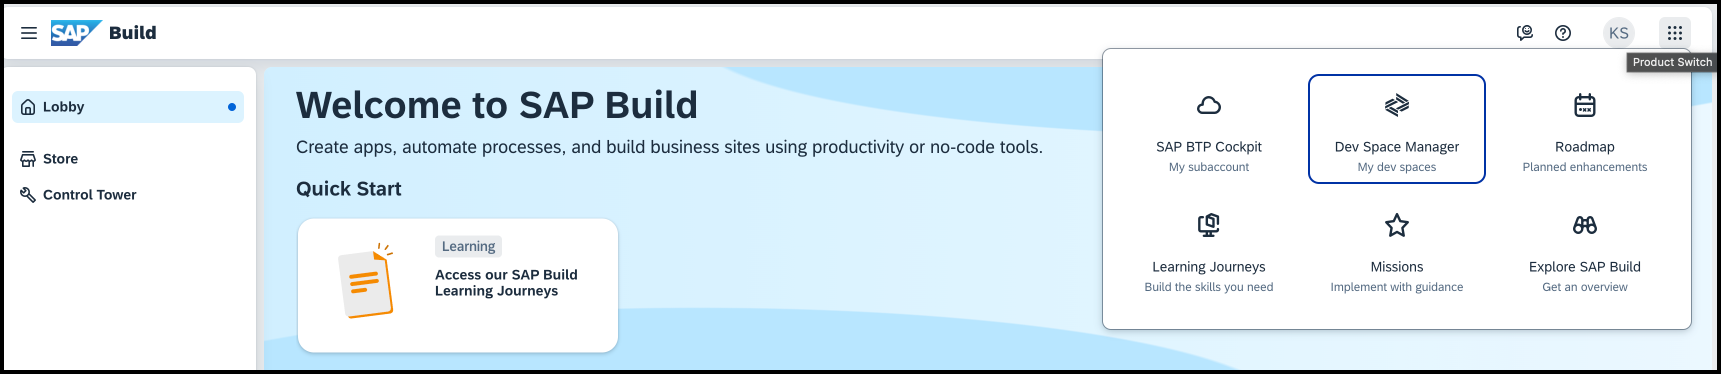 SAP Build
KS
Product Switch
Lobby
Store
Control Tower
Welcome to SAP Build
Create apps, automate processes, and build business sites using productivity or no-code tools.
Quick Start
Learning
Access our SAP Build
Learning Journeys
SAP BTP Cockpit
My subaccount
Dev Space Manager
My dev spaces
Roadmap
Planned enhancements
Learning Journeys
Build the skills you need
Missions
Implement with guidance
Explore SAP Build
Get an overview